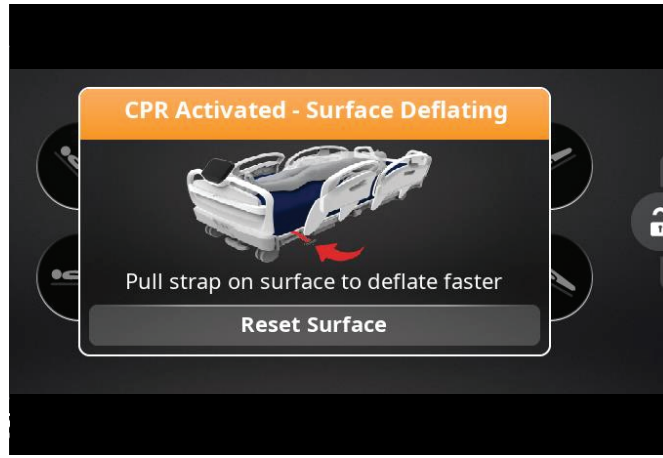 CPR Activated - Surface Deflating
Pull strap on surface to deflate faster
Reset Surface